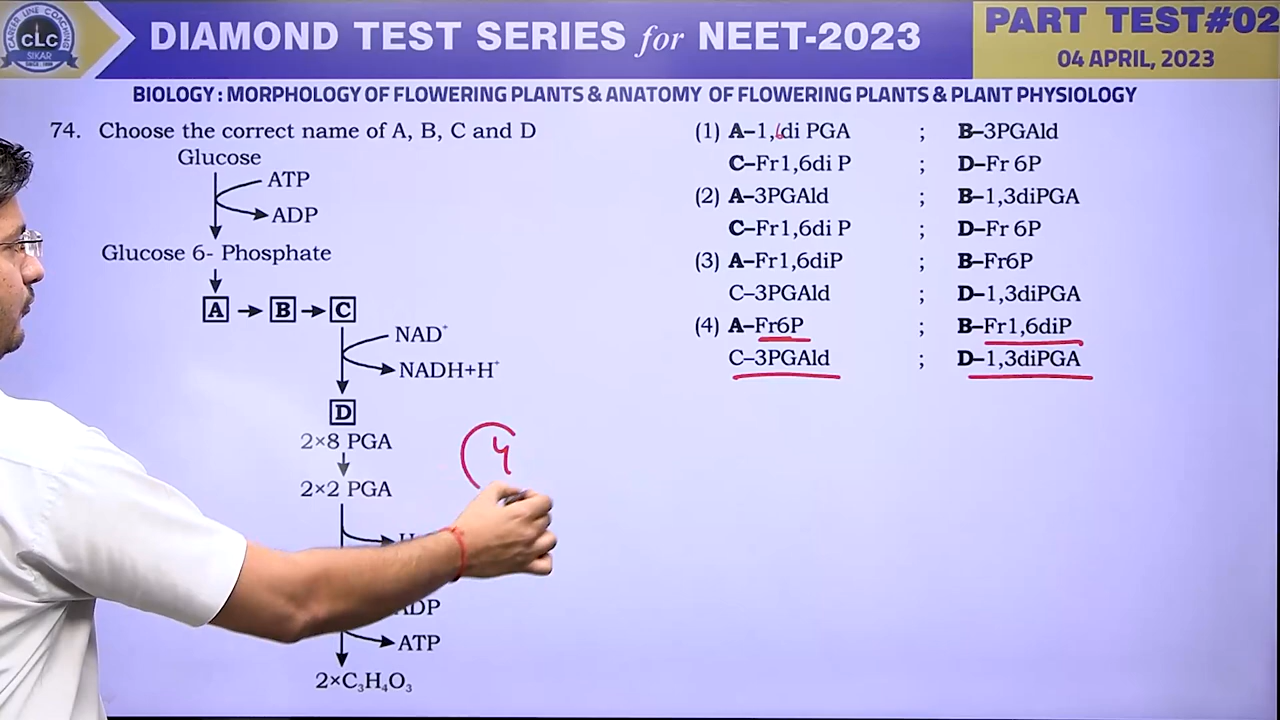 CAREER LINE COACHING
CLC
SIKAR
DIAMOND TEST SERIES for NEET-2023
PART TEST#02
04 APRIL, 2023
BIOLOGY : MORPHOLOGY OF FLOWERING PLANTS & ANATOMY OF FLOWERING PLANTS & PLANT PHYSIOLOGY
74. Choose the correct name of A, B, C and D
Glucose
ATP
ADP
Glucose 6- Phosphate
A → B → C
NAD+
NADH+H+
D
2×8 PGA
2×2 PGA
4
H
ADP
ATP
2×C₃H₄O₃
(1) A–1,6di PGA ; B–3PGAld
C–Fr1,6di P ; D–Fr 6P
(2) A–3PGAld ; B–1,3diPGA
C–Fr1,6di P ; D–Fr 6P
(3) A–Fr1,6diP ; B–Fr6P
C–3PGAld ; D–1,3diPGA
(4) A–Fr6P ; B–Fr1,6diP
C–3PGAld ; D–1,3diPGA